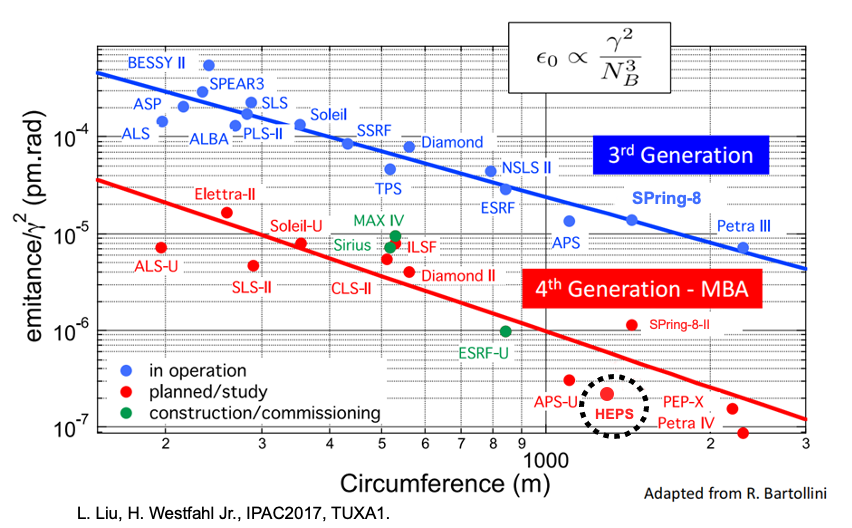 ϵ₀ ∝ γ² / N_B³
BESSY II
SPEAR3
ASP
SLS
Soleil
ALS
ALBA
PLS-II
SSRF
Diamond
TPS
NSLS II
ESRF
3rd Generation
SPring-8
APS
Petra III
Elettra-II
Soleil-U
MAX IV
Sirius
ILSF
ALS-U
SLS-II
CLS-II
Diamond II
4th Generation - MBA
SPring-8-II
ESRF-U
APS-U
HEPS
PEP-X
Petra IV
in operation
planned/study
construction/commissioning
emitance/γ² (pm.rad)
10⁻⁴
10⁻⁵
10⁻⁶
10⁻⁷
2 3 4 5 6 7 8 9 1000 2 3
Circumference (m)
Adapted from R. Bartollini
L. Liu, H. Westfahl Jr., IPAC2017, TUXA1.